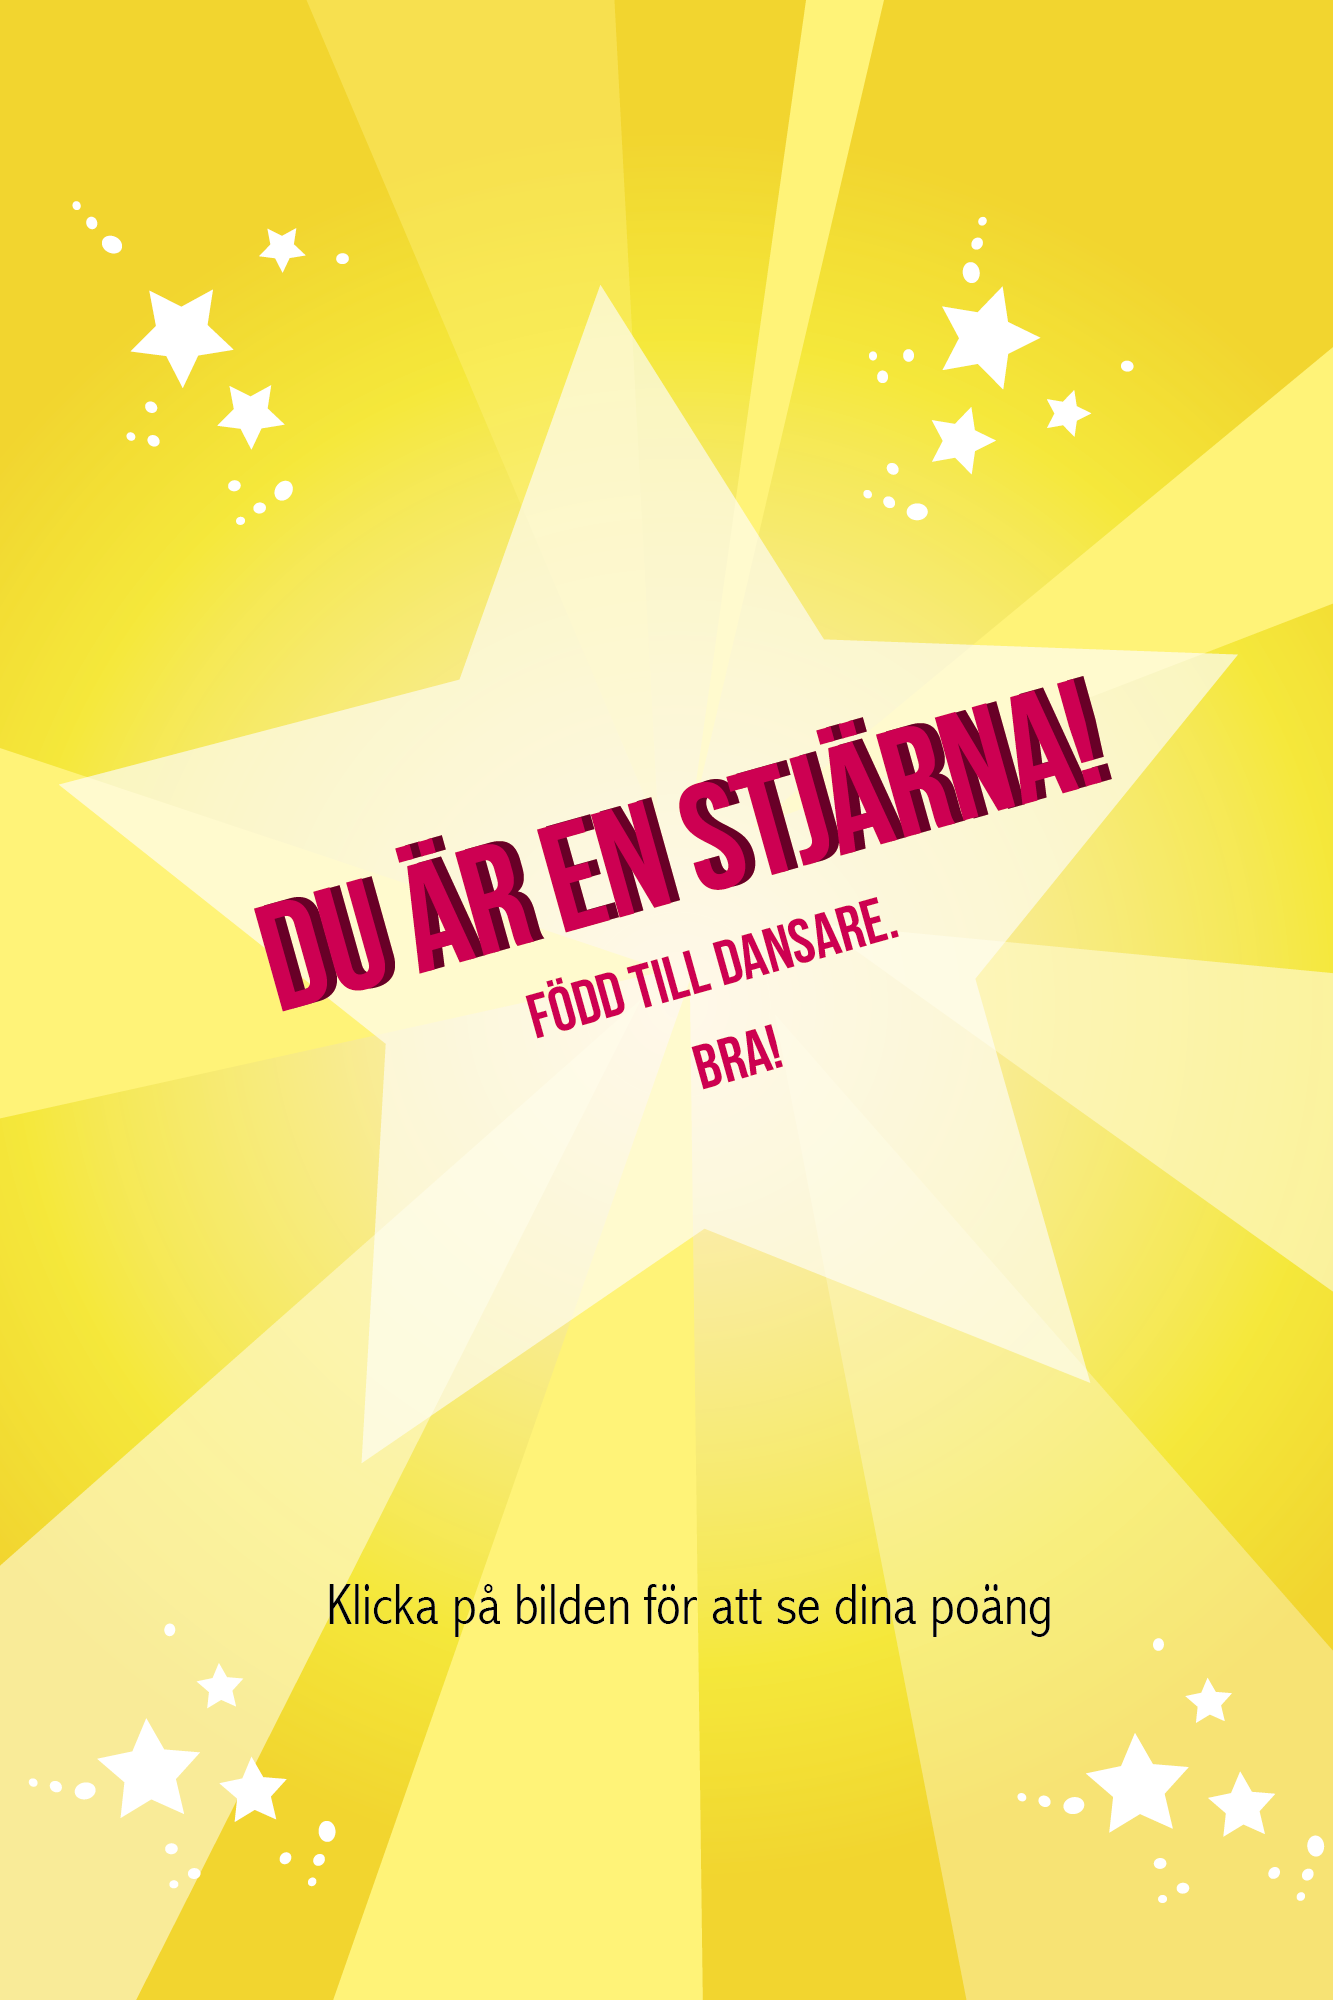 DU ÄR EN STJÄRNA!
FÖDD TILL DANSARE.
BRA!
Klicka på bilden för att se dina poäng